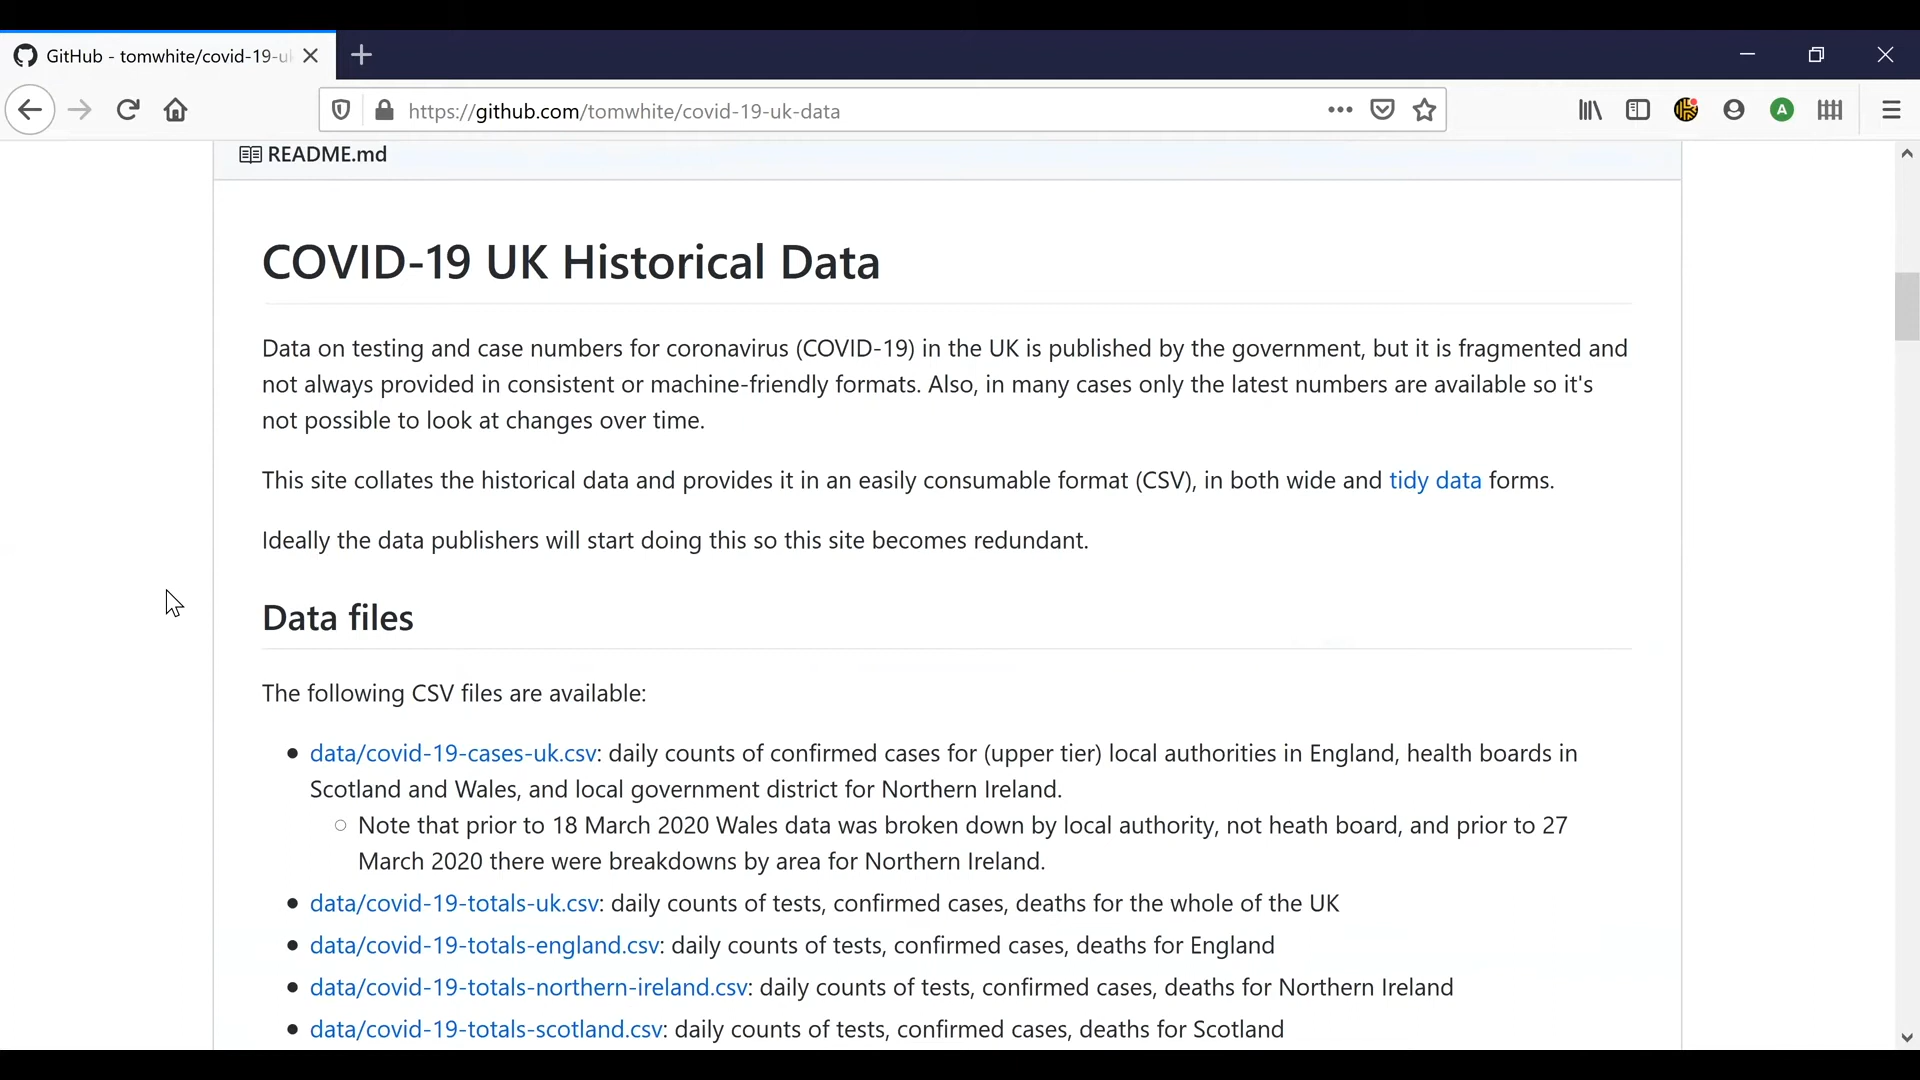 GitHub - tomwhite/covid-19-u
https://github.com/tomwhite/covid-19-uk-data
A
README.md
COVID-19 UK Historical Data
Data on testing and case numbers for coronavirus (COVID-19) in the UK is published by the government, but it is fragmented and
not always provided in consistent or machine-friendly formats. Also, in many cases only the latest numbers are available so it's
not possible to look at changes over time.
This site collates the historical data and provides it in an easily consumable format (CSV), in both wide and tidy data forms.
Ideally the data publishers will start doing this so this site becomes redundant.
Data files
The following CSV files are available:
data/covid-19-cases-uk.csv: daily counts of confirmed cases for (upper tier) local authorities in England, health boards in
Scotland and Wales, and local government district for Northern Ireland.
Note that prior to 18 March 2020 Wales data was broken down by local authority, not heath board, and prior to 27
March 2020 there were breakdowns by area for Northern Ireland.
data/covid-19-totals-uk.csv: daily counts of tests, confirmed cases, deaths for the whole of the UK
data/covid-19-totals-england.csv: daily counts of tests, confirmed cases, deaths for England
data/covid-19-totals-northern-ireland.csv: daily counts of tests, confirmed cases, deaths for Northern Ireland
data/covid-19-totals-scotland.csv: daily counts of tests, confirmed cases, deaths for Scotland